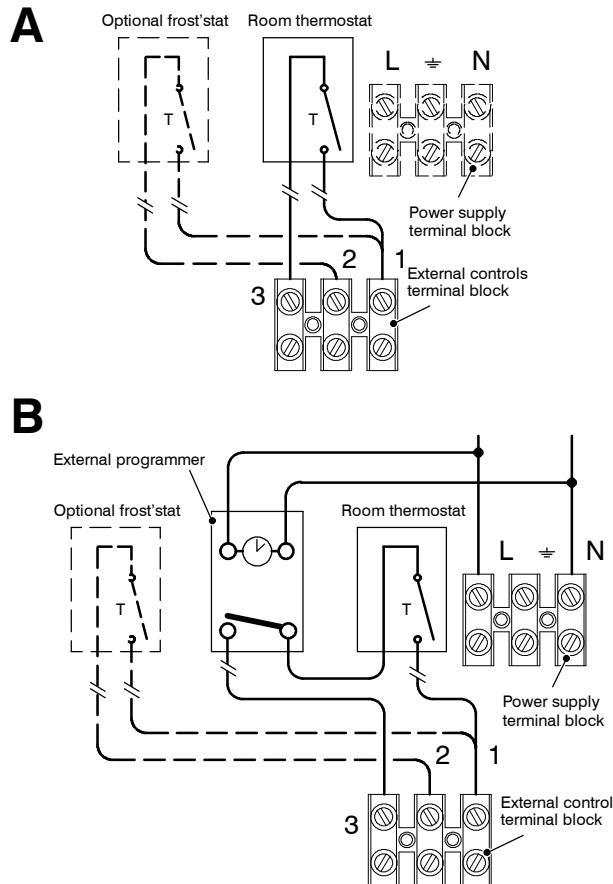 A
Optional frost'stat
Room thermostat
L
N
T
T
Power supply
terminal block
2
1
3
External controls
terminal block
B
External programmer
Optional frost'stat
Room thermostat
L
N
T
T
Power supply
terminal block
2
1
3
External control
terminal block